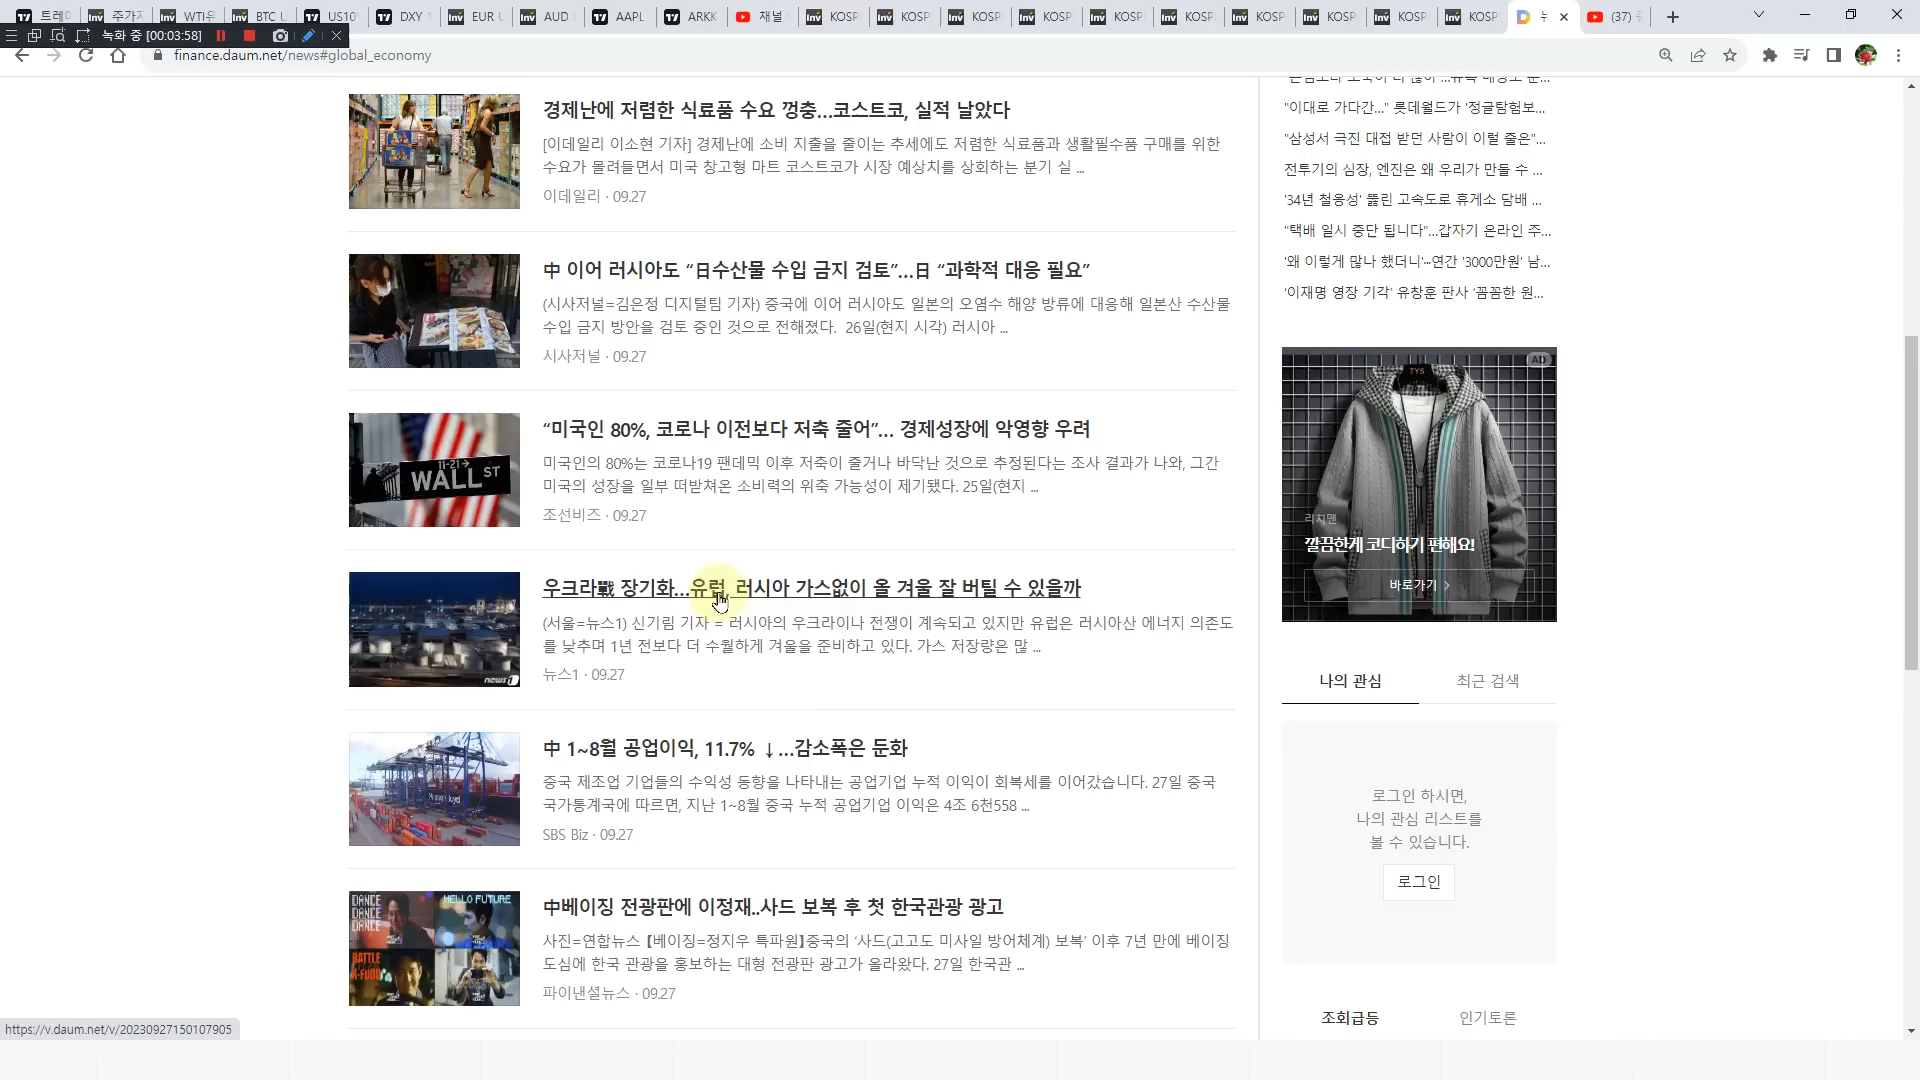 트레이 주가지 WTI유 BTC U US10Y DXY 1 EUR U AUD AAPL ARKK 채널 KOSP KOSP KOSP KOSP KOSP KOSP KOSP KOSP KOSP KOSP 뉴 (37)
녹화 중 [00:03:58]
finance.daum.net/news#global_economy
경제난에 저렴한 식료품 수요 껑충...코스트코, 실적 날았다
[이데일리 이소현 기자] 경제난에 소비 지출을 줄이는 추세에도 저렴한 식료품과 생활필수품 구매를 위한
수요가 몰려들면서 미국 창고형 마트 코스트코가 시장 예상치를 상회하는 분기 실 ...
이데일리 · 09.27
中 이어 러시아도 “日수산물 수입 금지 검토”…日 “과학적 대응 필요”
(시사저널=김은정 디지털팀 기자) 중국에 이어 러시아도 일본의 오염수 해양 방류에 대응해 일본산 수산물
수입 금지 방안을 검토 중인 것으로 전해졌다. 26일(현지 시각) 러시아 ...
시사저널 · 09.27
11-21
WALL ST
“미국인 80%, 코로나 이전보다 저축 줄어”… 경제성장에 악영향 우려
미국인의 80%는 코로나19 팬데믹 이후 저축이 줄거나 바닥난 것으로 추정된다는 조사 결과가 나와, 그간
미국의 성장을 일부 떠받쳐온 소비력의 위축 가능성이 제기됐다. 25일(현지 ...
조선비즈 · 09.27
news1
우크라戰 장기화…유럽, 러시아 가스없이 올 겨울 잘 버틸 수 있을까
(서울=뉴스1) 신기림 기자 = 러시아의 우크라이나 전쟁이 계속되고 있지만 유럽은 러시아산 에너지 의존도
를 낮추며 1년 전보다 더 수월하게 겨울을 준비하고 있다. 가스 저장량은 많 ...
뉴스1 · 09.27
中 1~8월 공업이익, 11.7% ↓…감소폭은 둔화
중국 제조업 기업들의 수익성 동향을 나타내는 공업기업 누적 이익이 회복세를 이어갔습니다. 27일 중국
국가통계국에 따르면, 지난 1~8월 중국 누적 공업기업 이익은 4조 6천558 ...
SBS Biz · 09.27
DANCE
DANCE
DANCE
HELLO FUTURE
BATTLE
K-FOOD
中베이징 전광판에 이정재..사드 보복 후 첫 한국관광 광고
사진=연합뉴스 【베이징=정지우 특파원】중국의 ‘사드(고고도 미사일 방어체계) 보복’ 이후 7년 만에 베이징
도심에 한국 관광을 홍보하는 대형 전광판 광고가 올라왔다. 27일 한국관 ...
파이낸셜뉴스 · 09.27
"이대로 가다간..." 롯데월드가 '정글탐험보...
"삼성서 극진 대접 받던 사람이 이럴 줄은"...
전투기의 심장, 엔진은 왜 우리가 만들 수 ...
'34년 철옹성' 뚫린 고속도로 휴게소 담배 ...
"택배 일시 중단 됩니다"...갑자기 온라인 주...
'왜 이렇게 많나 했더니'…연간 '3000만원' 남...
‘이재명 영장 기각’ 유창훈 판사 ‘꼼꼼한 원...
AD
TYS
리치맨
깔끔한게 코디하기 편해요!
바로가기 >
나의 관심 최근 검색
로그인 하시면,
나의 관심 리스트를
볼 수 있습니다.
로그인
조회급등 인기토론
https://v.daum.net/v/20230927150107905